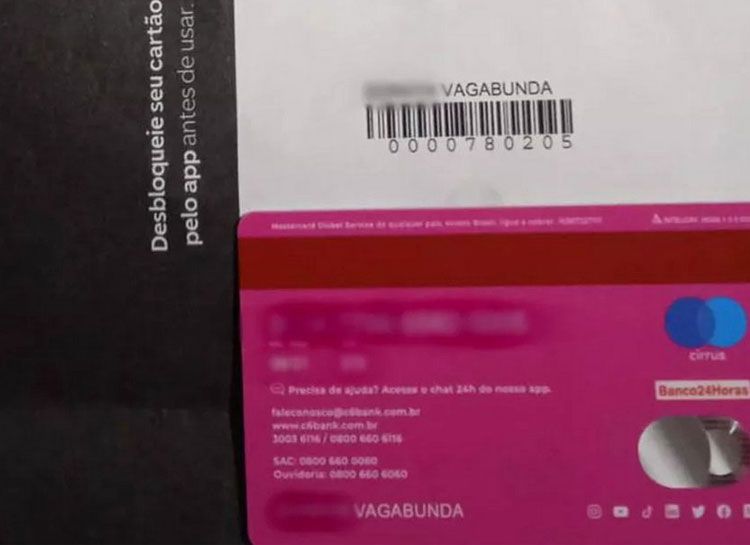 Desbloqueie seu cartão
pelo app antes de usar.
VAGABUNDA
0000780205
cirrus
Precisa de ajuda? Acesse o chat 24h do nosso app.
Banco24Horas
faleconosco@c6bank.com.br
www.c6bank.com.br
3003 6116 / 0800 660 6116
SAC: 0800 660 0060
Ouvidoria: 0800 660 6060
VAGABUNDA